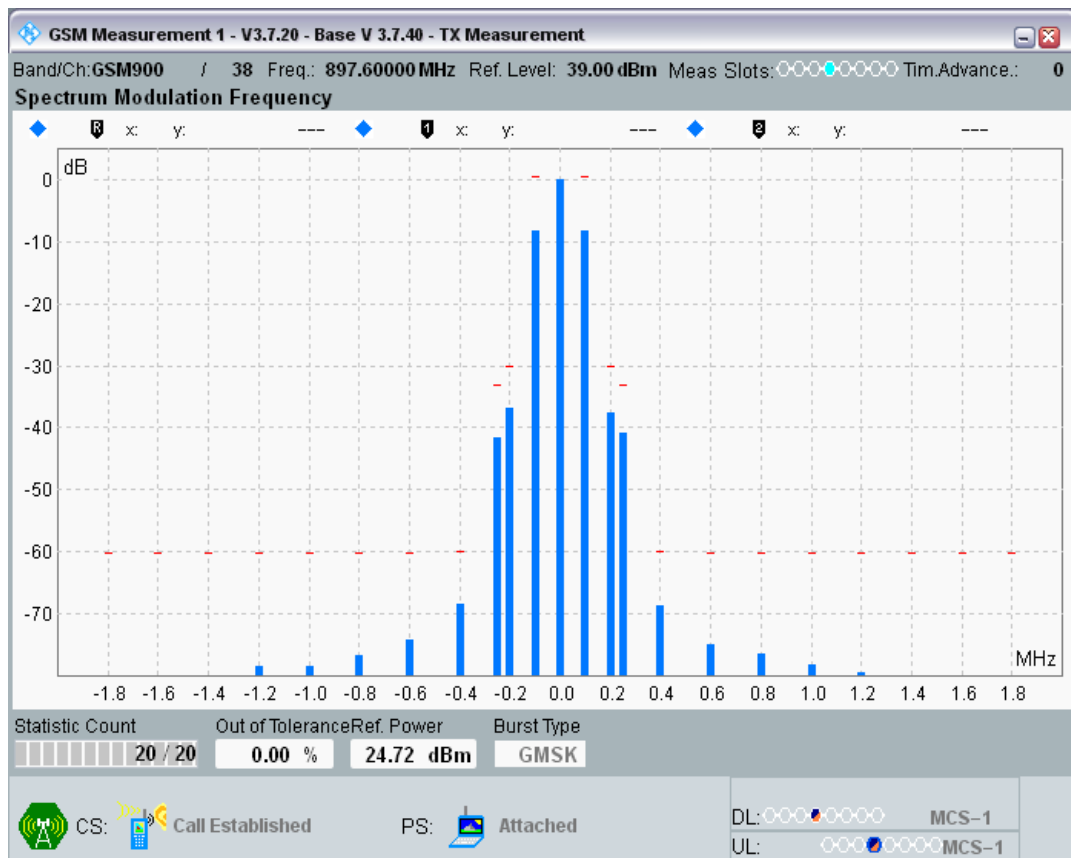 GSM Measurement 1 - V3.7.20 - Base V 3.7.40 - TX Measurement
Band/Ch:GSM900 / 38 Freq.: 897.60000 MHz Ref. Level: 39.00 dBm Meas Slots: Tim.Advance.: 0
Spectrum Modulation Frequency
R x: y: --- 1 x: y: --- 2 x: y: ---
dB
0
-10
-20
-30
-40
-50
-60
-70
MHz
-1.8 -1.6 -1.4 -1.2 -1.0 -0.8 -0.6 -0.4 -0.2 0.0 0.2 0.4 0.6 0.8 1.0 1.2 1.4 1.6 1.8
Statistic Count Out of Tolerance Ref. Power Burst Type
20 / 20 0.00 % 24.72 dBm GMSK
CS: Call Established PS: Attached
DL: MCS-1
UL: MCS-1